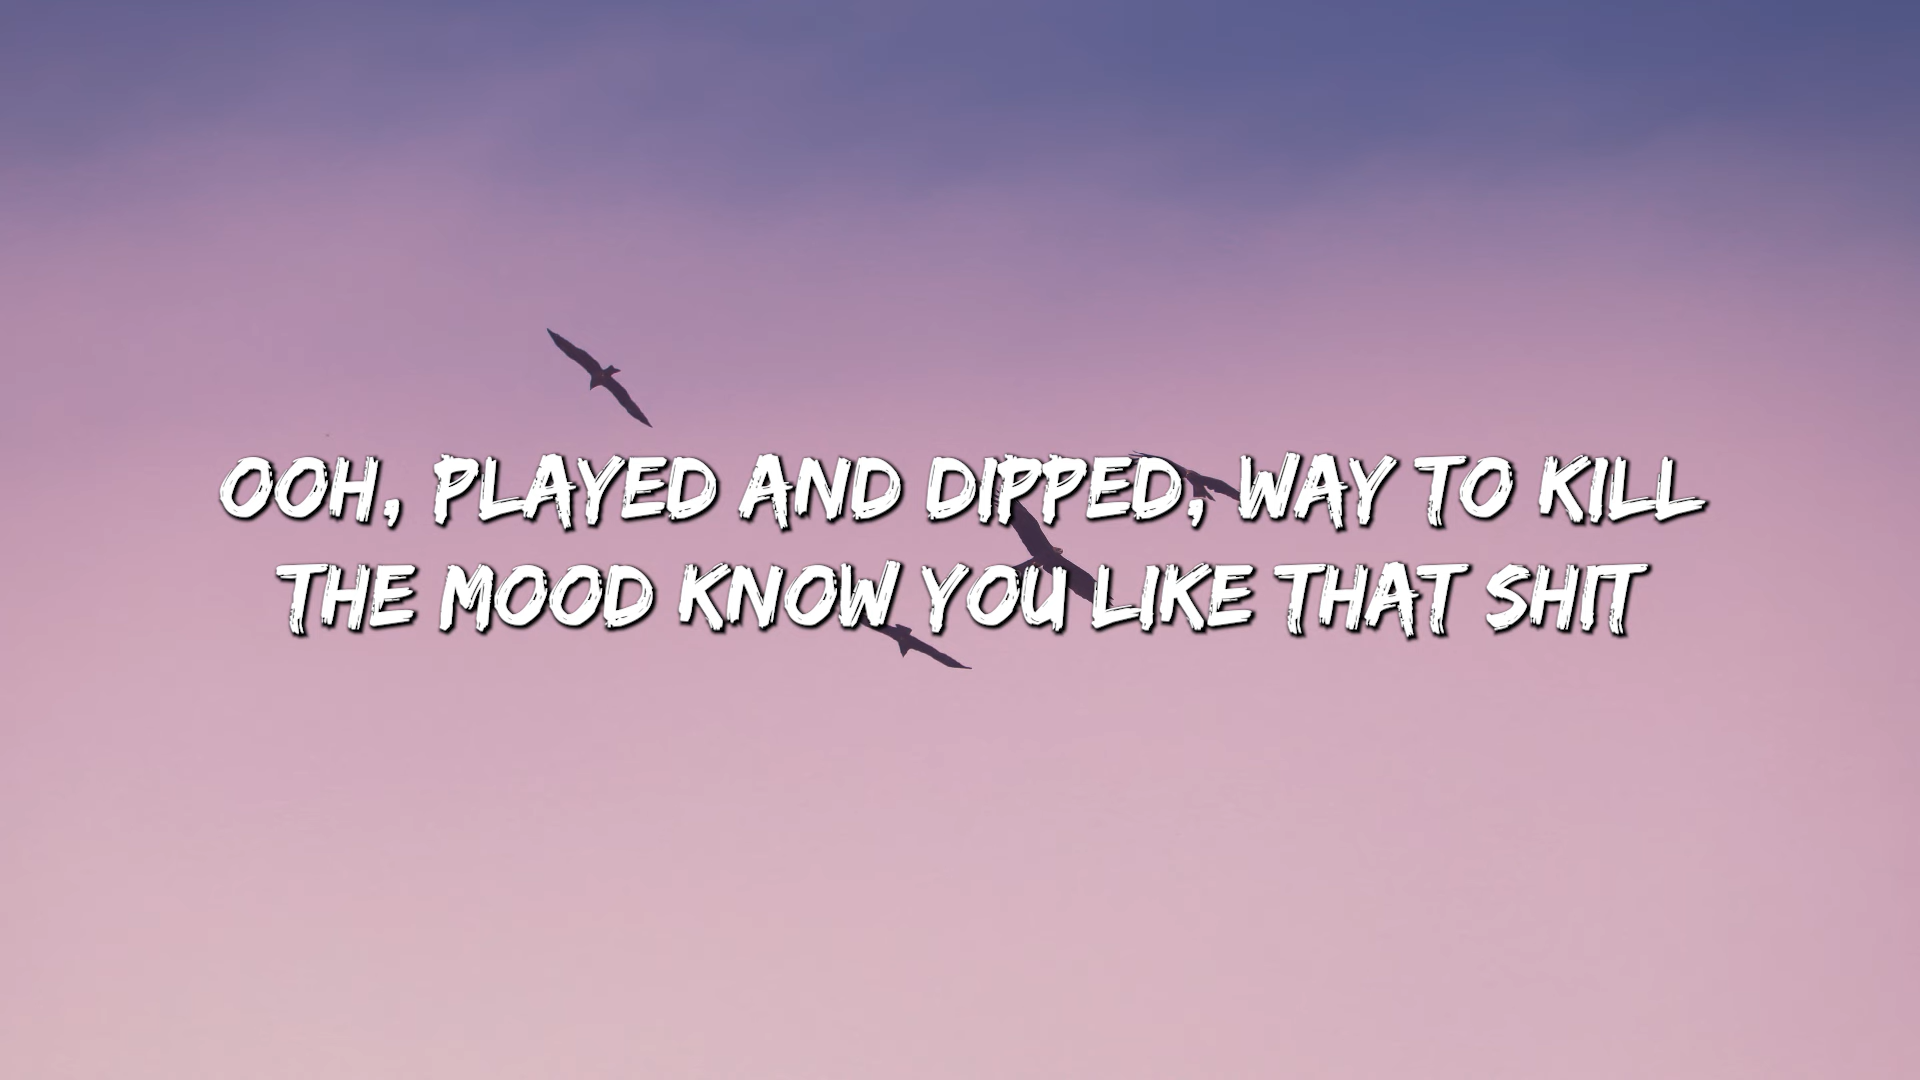 OOH, PLAYED AND DIPPED, WAY TO KILL
THE MOOD KNOW YOU LIKE THAT SHIT